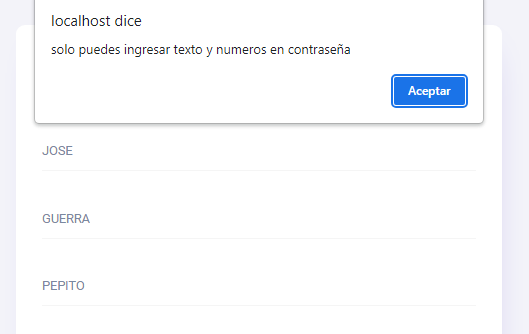 localhost dice
solo puedes ingresar texto y numeros en contraseña
Aceptar
JOSE
GUERRA
PEPITO